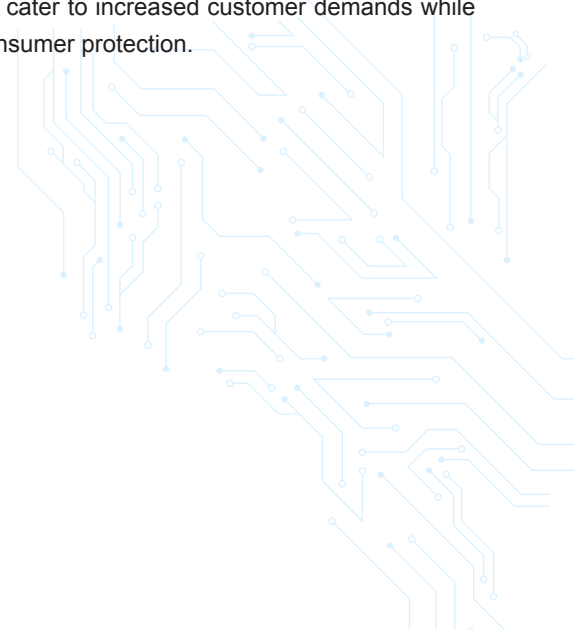 cater to increased customer demands while
nsumer protection.